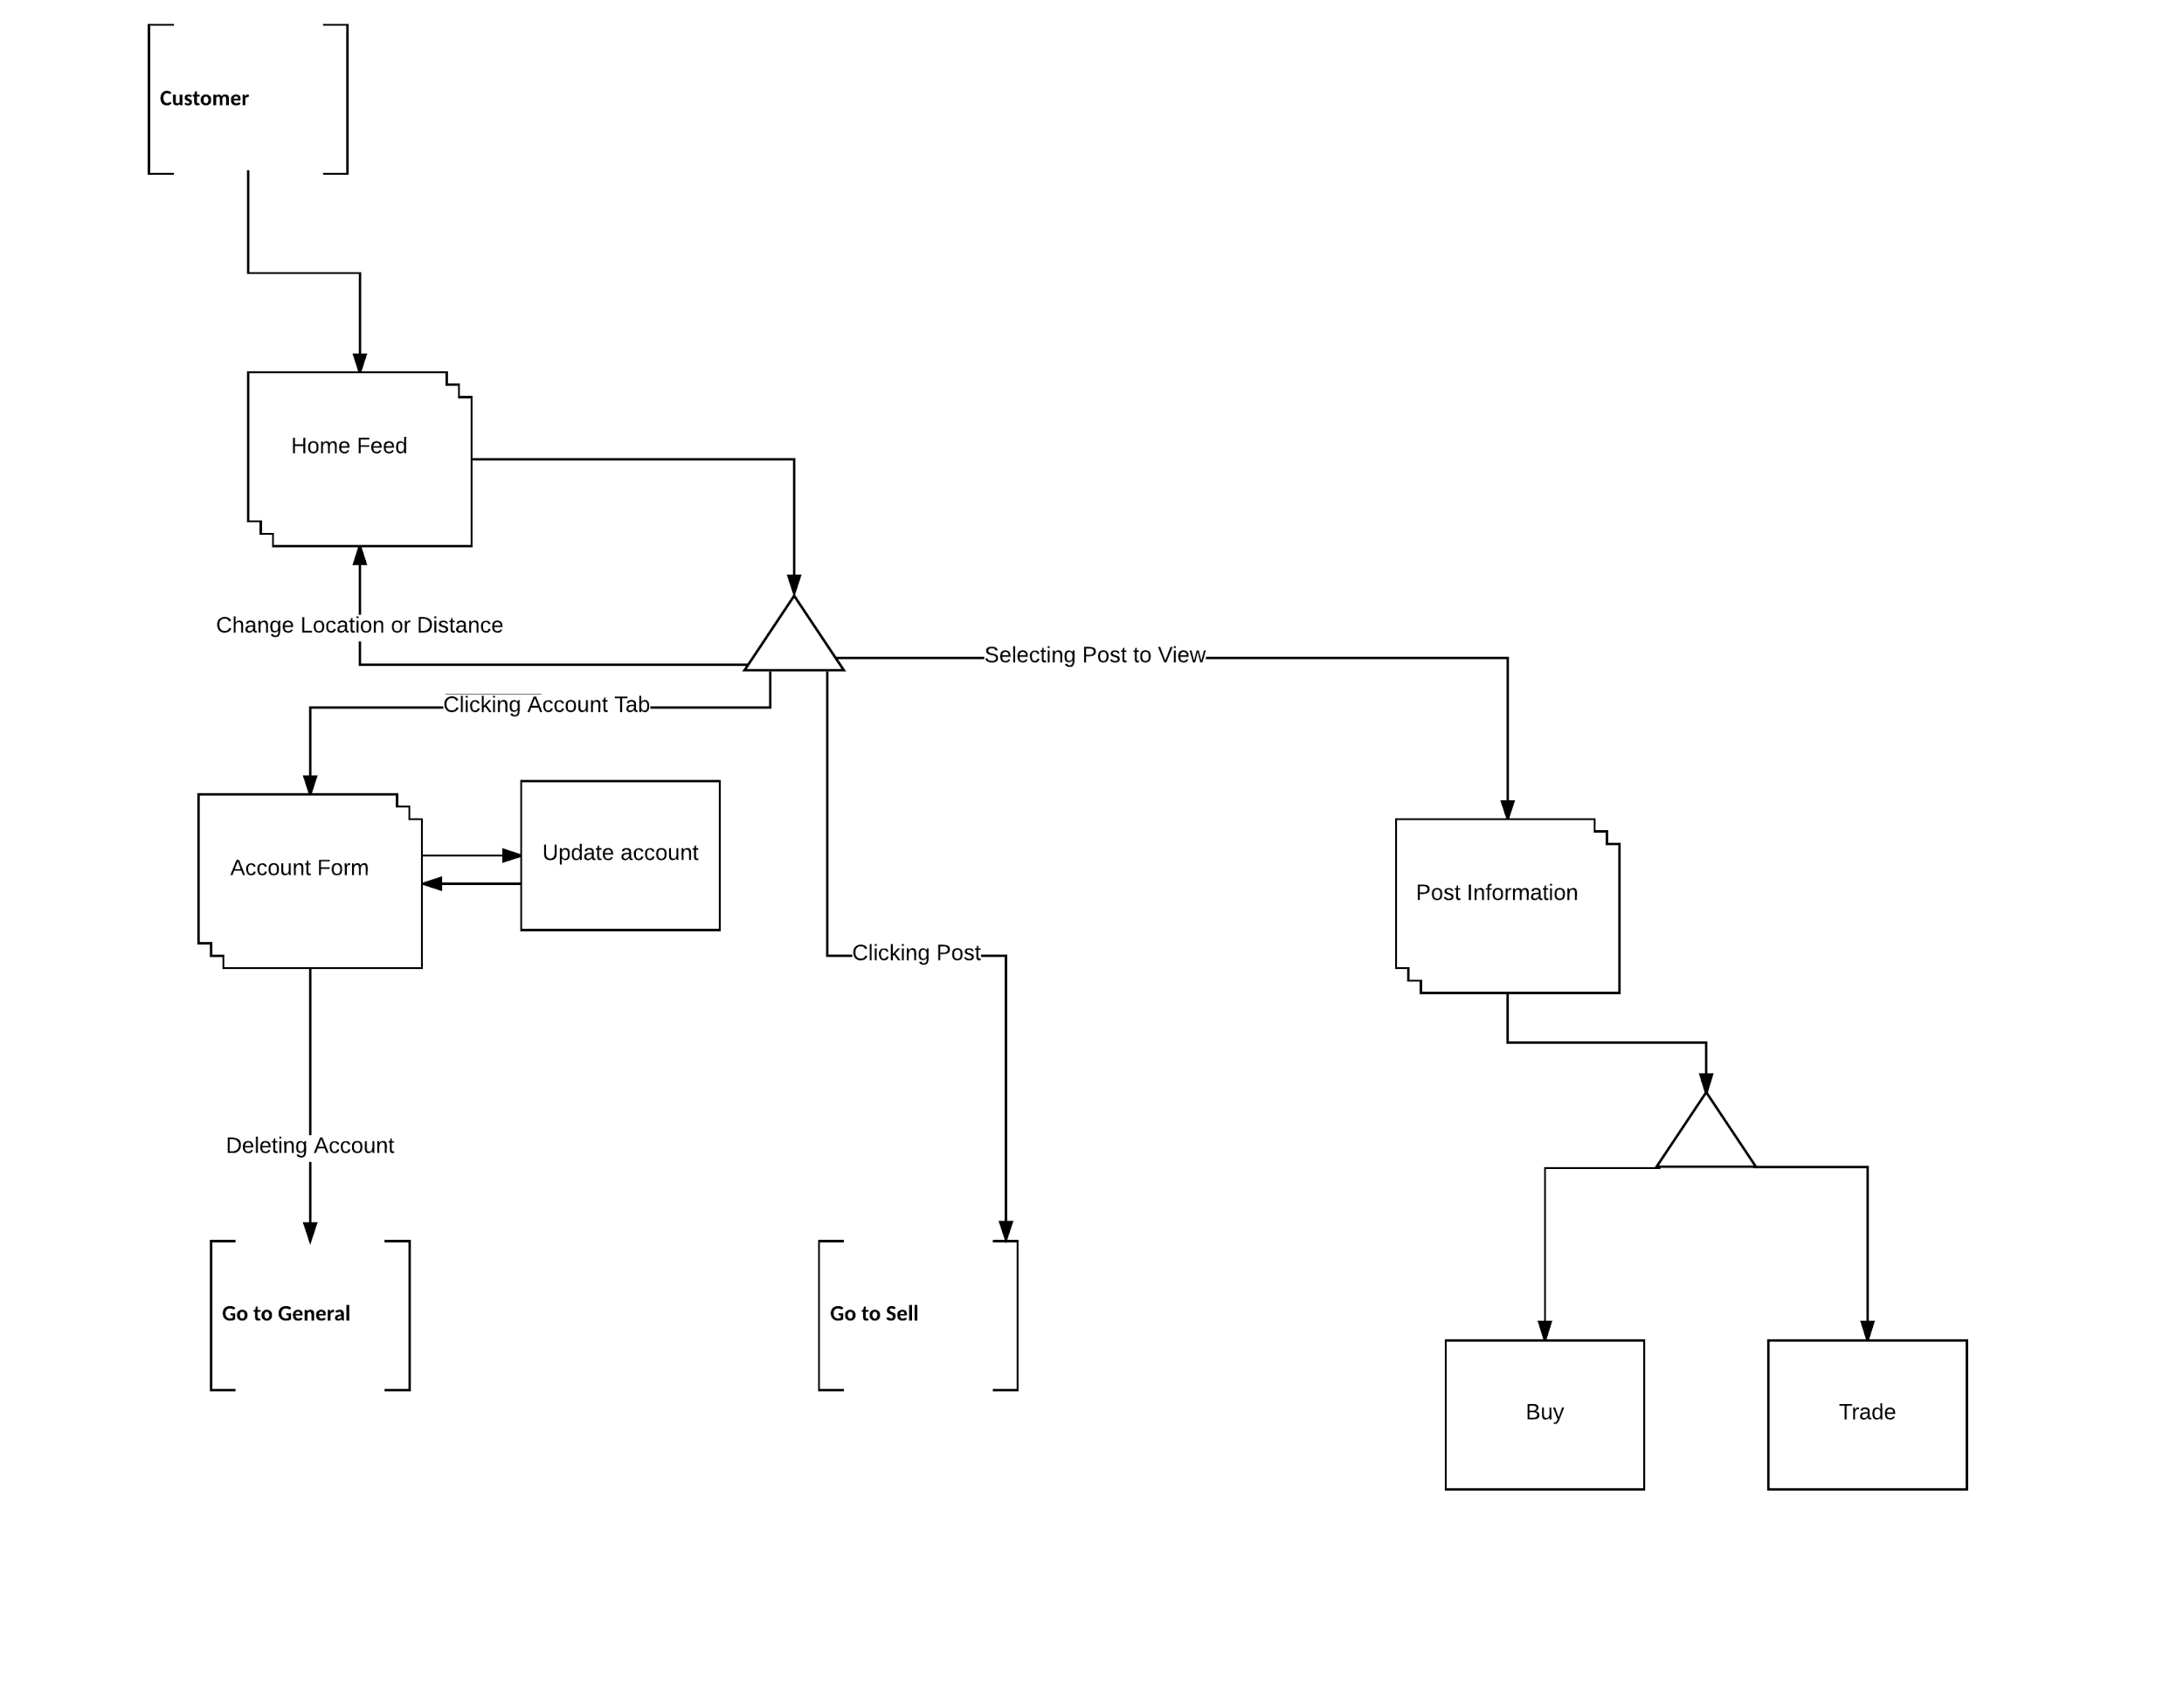 Customer
Home Feed
Change Location or Distance
Selecting Post to View
Clicking Account Tab
Update account
Account Form
Post Information
Clicking Post
Deleting Account
Go to General
Go to Sell
Buy
Trade